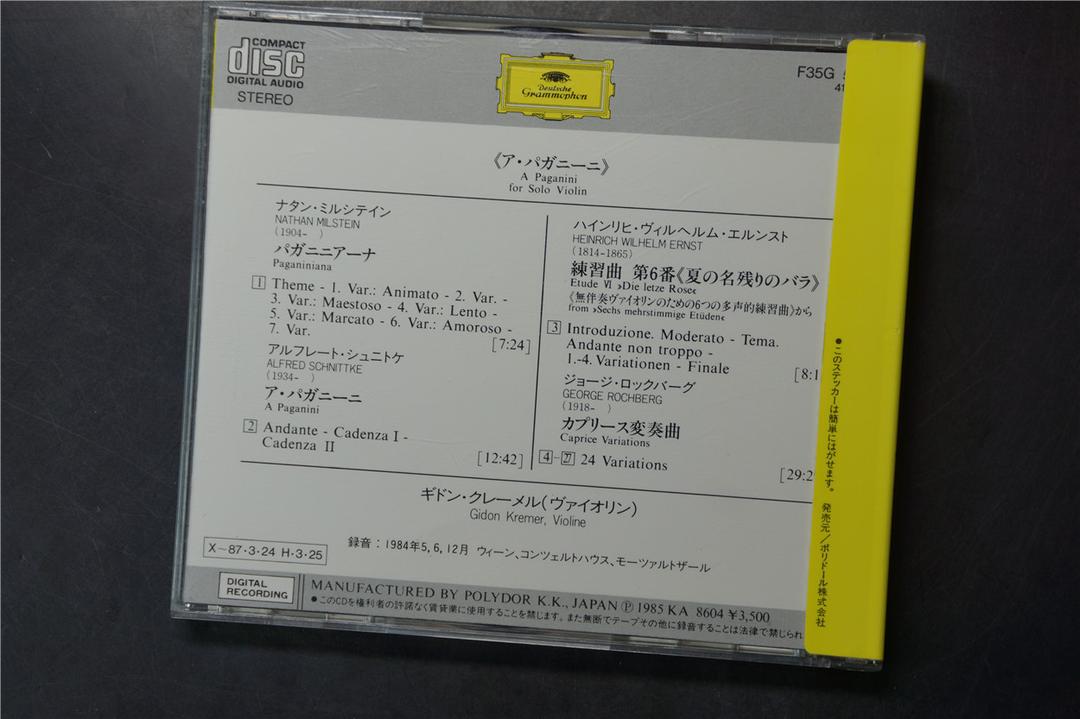 COMPACT
disc
DIGITAL AUDIO
STEREO
Deutsche
Grammophon
F35G
《ア・パガニーニ》
A Paganini
for Solo Violin
ナタン・ミルシテイン
NATHAN MILSTEIN
(1904- )
パガニニアーナ
Paganiniana
1 Theme - 1. Var.: Animato - 2. Var. -
3. Var.: Maestoso - 4. Var.: Lento -
5. Var.: Marcato - 6. Var.: Amoroso -
7. Var.
[7:24]
アルフレート・シュニトケ
ALFRED SCHNITTKE
(1934- )
ア・パガニーニ
A Paganini
2 Andante - Cadenza I -
Cadenza II
[12:42]
ハインリヒ・ヴィルヘルム・エルンスト
HEINRICH WILHELM ERNST
(1814-1865)
練習曲 第6番《夏の名残りのバラ》
Etude VI »Die letze Rose«
《無伴奏ヴァイオリンのための6つの多声的練習曲》から
from »Sechs mehrstimmige Etüden«
3 Introduzione. Moderato - Tema.
Andante non troppo -
1.-4. Variationen - Finale
[8:1
ジョージ・ロックバーグ
GEORGE ROCHBERG
(1918- )
カプリース変奏曲
Caprice Variations
4-27 24 Variations
[29:2
ギドン・クレーメル(ヴァイオリン)
Gidon Kremer, Violine
録音:1984年5,6,12月 ウィーン、コンツェルトハウス、モーツァルトザール
X-87・3・24 H・3・25
DIGITAL
RECORDING
MANUFACTURED BY POLYDOR K.K., JAPAN Ⓟ 1985 KA 8604 ¥3,500
●このCDを権利者の許諾なく賃貸業に使用することを禁じます。また無断でテープその他に録音することは法律で禁じられ
●このステッカーは簡単にはがせます。 発売元/ポリドール株式会社